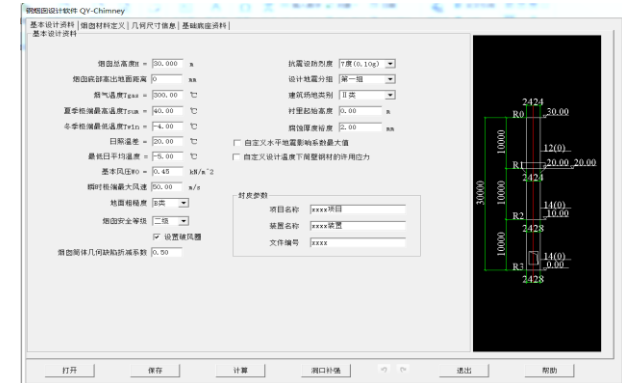 钢烟囱设计软件 QY-Chimney
基本设计资料 烟囱材料定义 几何尺寸信息 基础底座资料
基本设计资料
烟囱总高度H = 30.000 m
烟囱底部高出地面距离 0 mm
烟气温度Tgas = 300.00 ℃
夏季极端最高温度Tsum = 40.00 ℃
冬季极端最低温度Twin = -4.00 ℃
日照温差 = 20.00 ℃
最低日平均温度 = -5.00 ℃
基本风压W0 = 0.45 kN/m^2
瞬时极端最大风速 50.00 m/s
地面粗糙度 B类
烟囱安全等级 二级
设置破风圈
烟囱筒体几何缺陷折减系数 0.50
抗震设防烈度 7度(0.10g)
设计地震分组 第一组
建筑场地类别 Ⅱ类
衬里起始高度 0.00 m
腐蚀厚度裕度 2.00 mm
自定义水平地震影响系数最大值
自定义设计温度下筒壁钢材的许用应力
封皮参数
项目名称 xxxx项目
装置名称 xxxx装置
文件编号 xxxx
2424
R0 30.00
10000
12(0)
R1 20.00 20.00
2424
30000
10000
14(0)
R2 10.00
2428
10000
14(0)
R3 0.00
2428
打开 保存 计算 洞口补强 退出 帮助